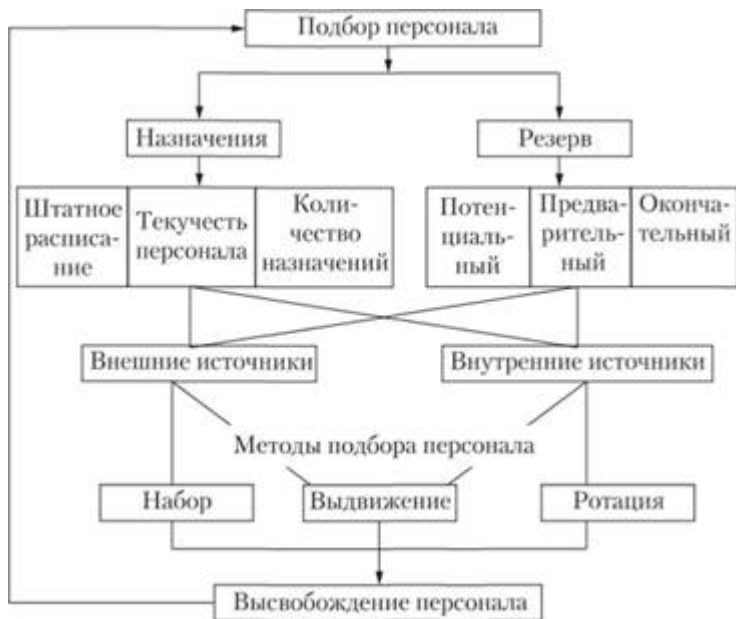 Подбор персонала
Назначения
Резерв
Штатное
расписа-
ние
Текучесть
персонала
Коли-
чество
назначений
Потен-
циаль-
ный
Предва-
ритель-
ный
Оконча-
тельный
Внешние источники
Внутренние источники
Методы подбора персонала
Набор
Выдвижение
Ротация
Высвобождение персонала